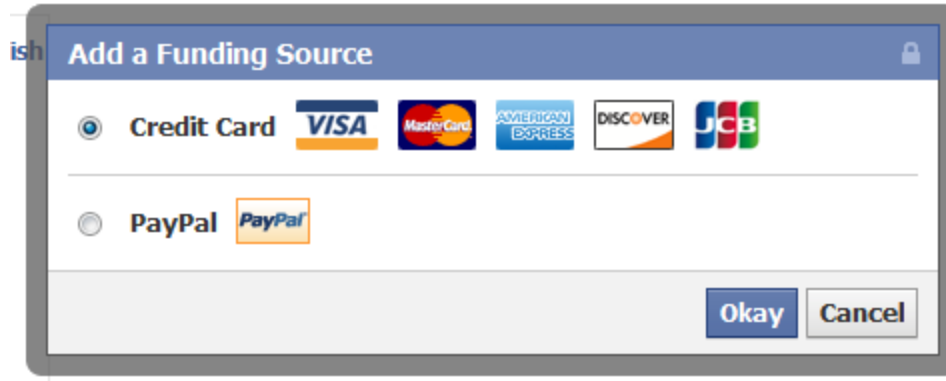 ish
Add a Funding Source
Credit Card VISA MasterCard AMERICAN EXPRESS DISCOVER JCB
PayPal PayPal
Okay Cancel